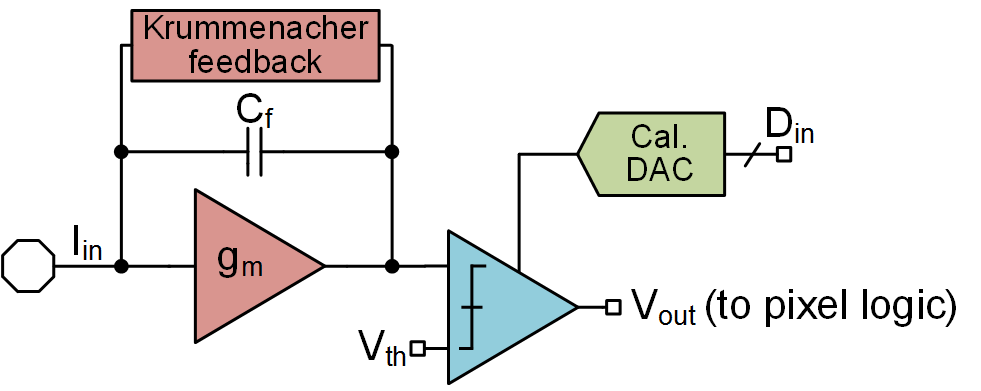 Krummenacher
feedback
Cf
Cal.
DAC
Din
Iin
gm
Vth
Vout (to pixel logic)